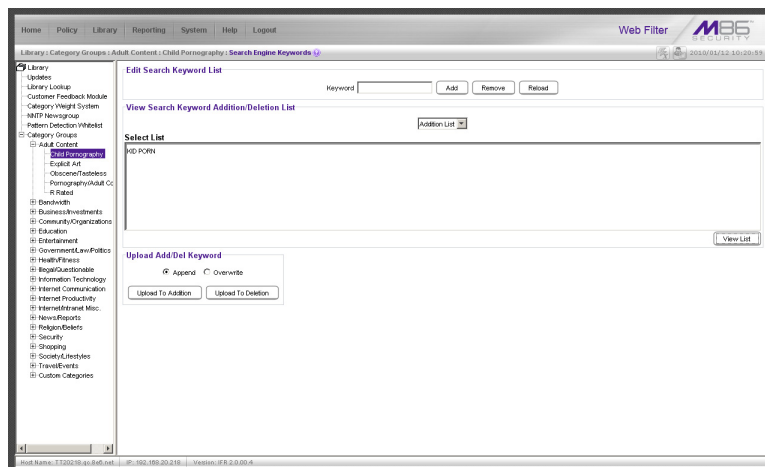 Home Policy Library Reporting System Help Logout
Web Filter
M86 SECURITY
Library : Category Groups : Adult Content : Child Pornography : Search Engine Keywords
2010/01/12 10:20:59
Library
Updates
Library Lookup
Customer Feedback Module
Category Weight System
NNTP Newsgroup
Pattern Detection Whitelist
Category Groups
Adult Content
Child Pornography
Explicit Art
Obscene/Tasteless
Pornography/Adult Co
R Rated
Bandwidth
Business/Investments
Community/Organizations
Education
Entertainment
Government/Law/Politics
Health/Fitness
Illegal/Questionable
Information Technology
Internet Communication
Internet Productivity
Internet/Intranet Misc.
News/Reports
Religion/Beliefs
Security
Shopping
Society/Lifestyles
Travel/Events
Custom Categories
Edit Search Keyword List
Keyword Add Remove Reload
View Search Keyword Addition/Deletion List
Addition List
Select List
KID PORN
View List
Upload Add/Del Keyword
Append Overwrite
Upload To Addition Upload To Deletion
Host Name: TT20218.qc.8e6.net IP: 192.168.20.218 Version: IFR 2.0.00.4